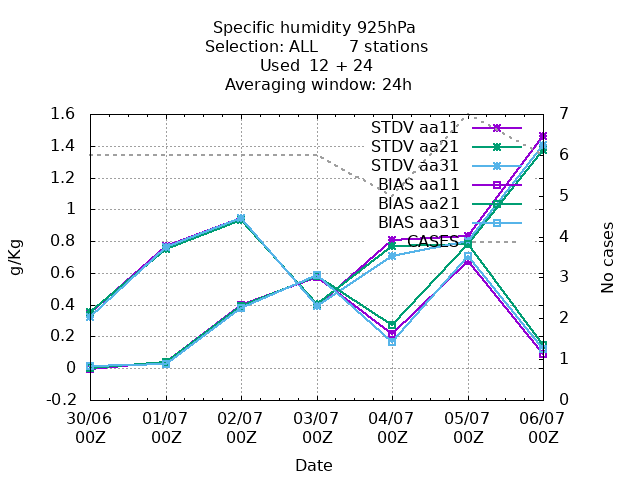 Specific humidity 925hPa
Selection: ALL 7 stations
Used 12 + 24
Averaging window: 24h
1.6
1.4
1.2
1
0.8
0.6
0.4
0.2
0
-0.2
g/Kg
7
6
5
4
3
2
1
0
No cases
STDV aa11
STDV aa21
STDV aa31
BIAS aa11
BIAS aa21
BIAS aa31
CASES
30/06 01/07 02/07 03/07 04/07 05/07 06/07
00Z 00Z 00Z 00Z 00Z 00Z 00Z
Date